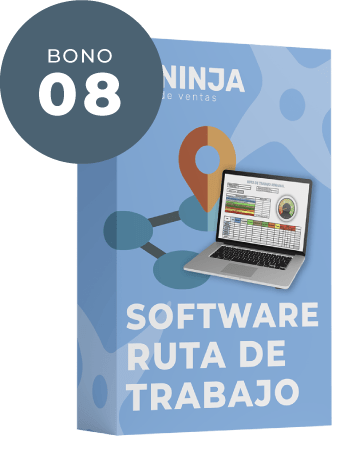 BONO
08
NINJA
de ventas
SOFTWARE
RUTA DE
TRABAJO